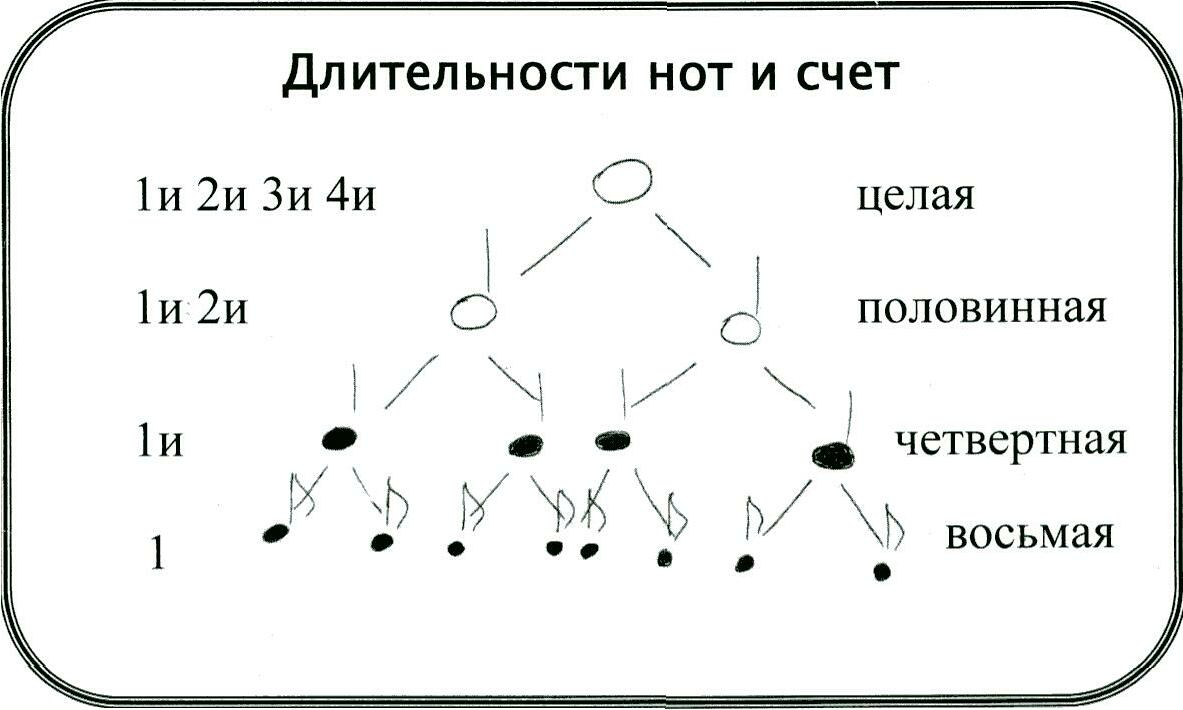 Длительности нот и счет
1и 2и 3и 4и целая
1и 2и половинная
1и четвертная
1 восьмая